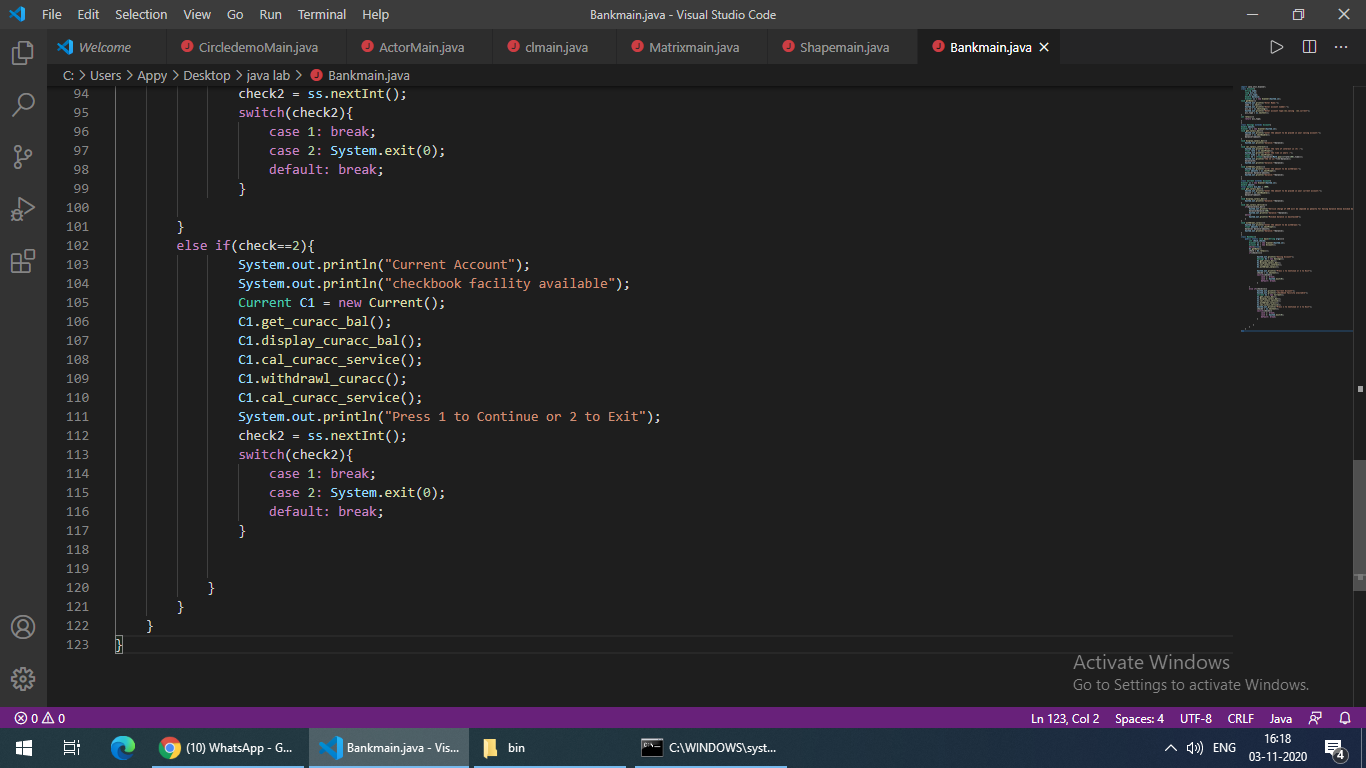 File Edit Selection View Go Run Terminal Help Bankmain.java - Visual Studio Code
Welcome CircledemoMain.java ActorMain.java clmain.java Matrixmain.java Shapemain.java Bankmain.java
C: > Users > Appy > Desktop > java lab > Bankmain.java
94 check2 = ss.nextInt();
95 switch(check2){
96 case 1: break;
97 case 2: System.exit(0);
98 default: break;
99 }
100
101 }
102 else if(check==2){
103 System.out.println("Current Account");
104 System.out.println("checkbook facility available");
105 Current C1 = new Current();
106 C1.get_curacc_bal();
107 C1.display_curacc_bal();
108 C1.cal_curacc_service();
109 C1.withdrawl_curacc();
110 C1.cal_curacc_service();
111 System.out.println("Press 1 to Continue or 2 to Exit");
112 check2 = ss.nextInt();
113 switch(check2){
114 case 1: break;
115 case 2: System.exit(0);
116 default: break;
117 }
118
119
120 }
121 }
122 }
123 }
Activate Windows
Go to Settings to activate Windows.
0 0 Ln 123, Col 2 Spaces: 4 UTF-8 CRLF Java
(10) WhatsApp - G... Bankmain.java - Vis... bin C:\WINDOWS\syst... ENG 16:18
03-11-2020 4